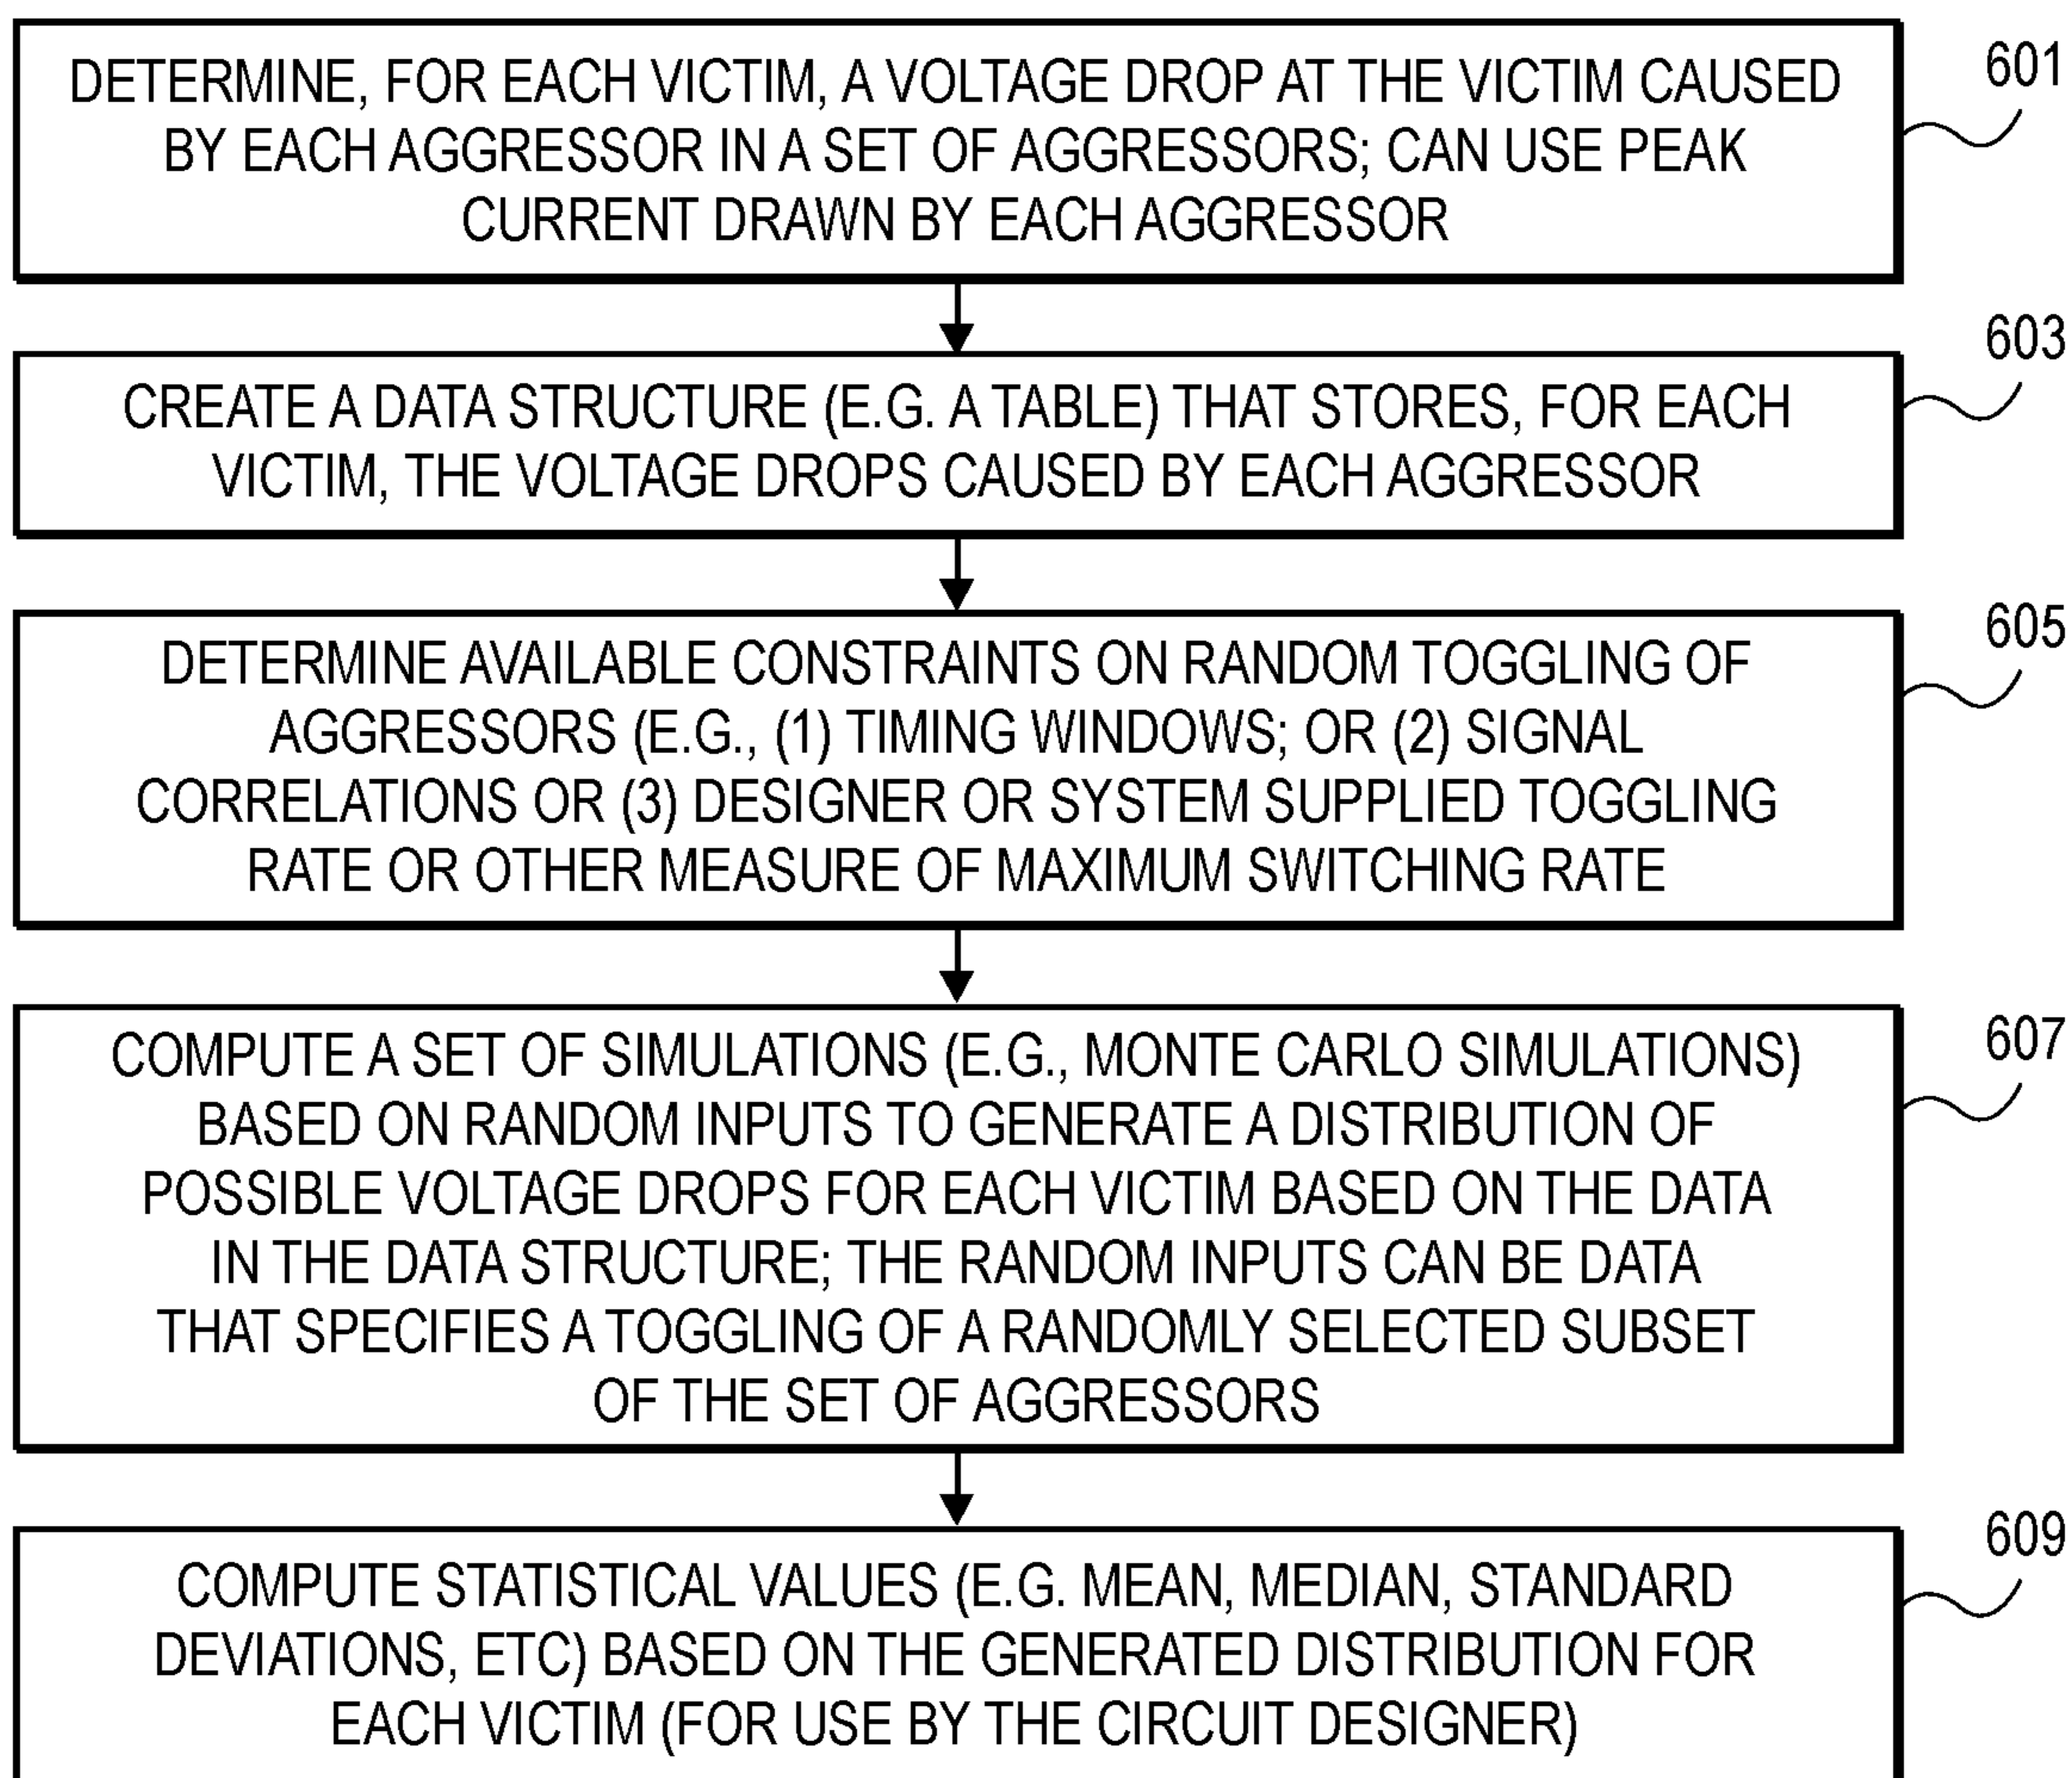 DETERMINE, FOR EACH VICTIM, A VOLTAGE DROP AT THE VICTIM CAUSED
BY EACH AGGRESSOR IN A SET OF AGGRESSORS; CAN USE PEAK
CURRENT DRAWN BY EACH AGGRESSOR
601
CREATE A DATA STRUCTURE (E.G. A TABLE) THAT STORES, FOR EACH
VICTIM, THE VOLTAGE DROPS CAUSED BY EACH AGGRESSOR
603
DETERMINE AVAILABLE CONSTRAINTS ON RANDOM TOGGLING OF
AGGRESSORS (E.G., (1) TIMING WINDOWS; OR (2) SIGNAL
CORRELATIONS OR (3) DESIGNER OR SYSTEM SUPPLIED TOGGLING
RATE OR OTHER MEASURE OF MAXIMUM SWITCHING RATE
605
COMPUTE A SET OF SIMULATIONS (E.G., MONTE CARLO SIMULATIONS)
BASED ON RANDOM INPUTS TO GENERATE A DISTRIBUTION OF
POSSIBLE VOLTAGE DROPS FOR EACH VICTIM BASED ON THE DATA
IN THE DATA STRUCTURE; THE RANDOM INPUTS CAN BE DATA
THAT SPECIFIES A TOGGLING OF A RANDOMLY SELECTED SUBSET
OF THE SET OF AGGRESSORS
607
COMPUTE STATISTICAL VALUES (E.G. MEAN, MEDIAN, STANDARD
DEVIATIONS, ETC) BASED ON THE GENERATED DISTRIBUTION FOR
EACH VICTIM (FOR USE BY THE CIRCUIT DESIGNER)
609